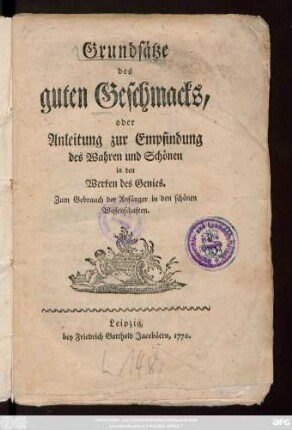 Grundsätze
des
guten Geschmacks,
oder
Anleitung zur Empfindung
des Wahren und Schönen
in den
Werken des Genies.
Zum Gebrauch der Anfänger in den schönen
Wissenschaften.
Leipzig,
bey Friedrich Gotthold Jacobäern, 1772.